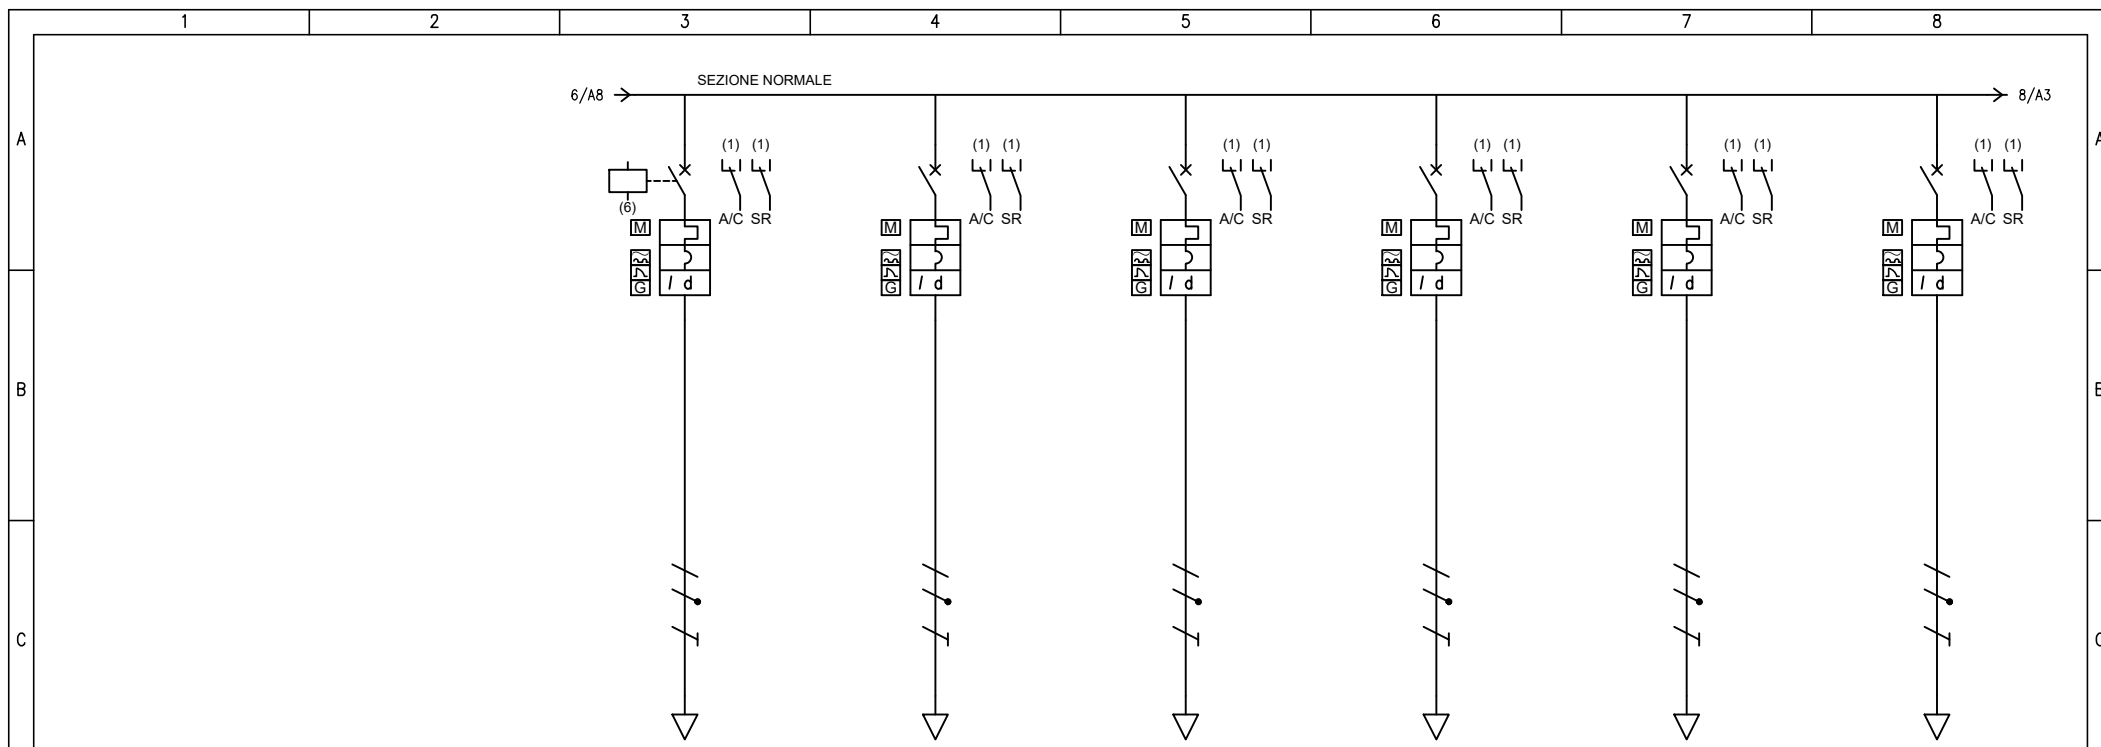 1 2 3 4 5 6 7 8
SEZIONE NORMALE
6/A8 8/A3
A A
(1) (1) (1) (1) (1) (1) (1) (1) (1) (1) (1) (1)
(6) A/C SR A/C SR A/C SR A/C SR A/C SR A/C SR
M M M M M M
G I d G I d G I d G I d G I d G I d
B B
C C